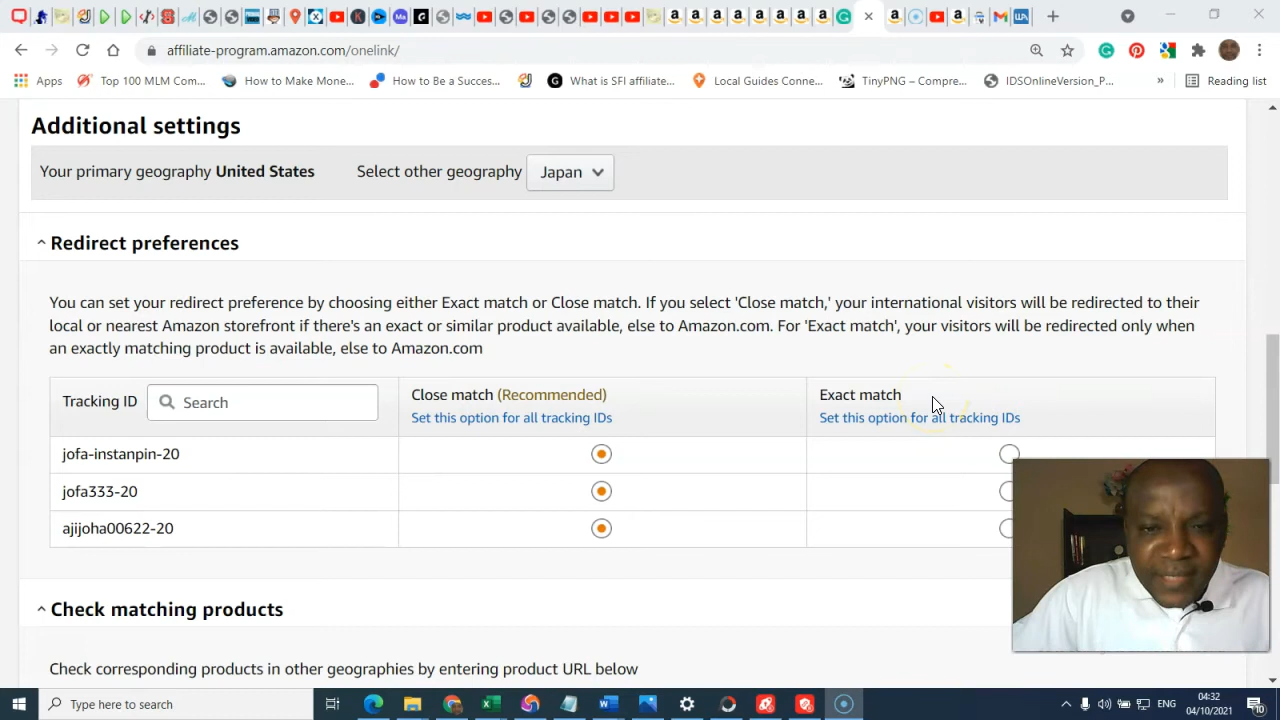 affiliate-program.amazon.com/onelink/
Apps Top 100 MLM Com... How to Make Mone... How to Be a Succes... What is SFI affiliate... Local Guides Conne... TinyPNG – Compre... IDSOnlineVersion_P... » Reading list
Additional settings
Your primary geography United States Select other geography Japan
Redirect preferences
You can set your redirect preference by choosing either Exact match or Close match. If you select 'Close match,' your international visitors will be redirected to their
local or nearest Amazon storefront if there's an exact or similar product available, else to Amazon.com. For 'Exact match', your visitors will be redirected only when
an exactly matching product is available, else to Amazon.com
Tracking ID Search Close match (Recommended) Exact match
Set this option for all tracking IDs Set this option for all tracking IDs
jofa-instanpin-20
jofa333-20
ajijoha00622-20
Check matching products
Check corresponding products in other geographies by entering product URL below
Type here to search ENG 04:32
04/10/2021